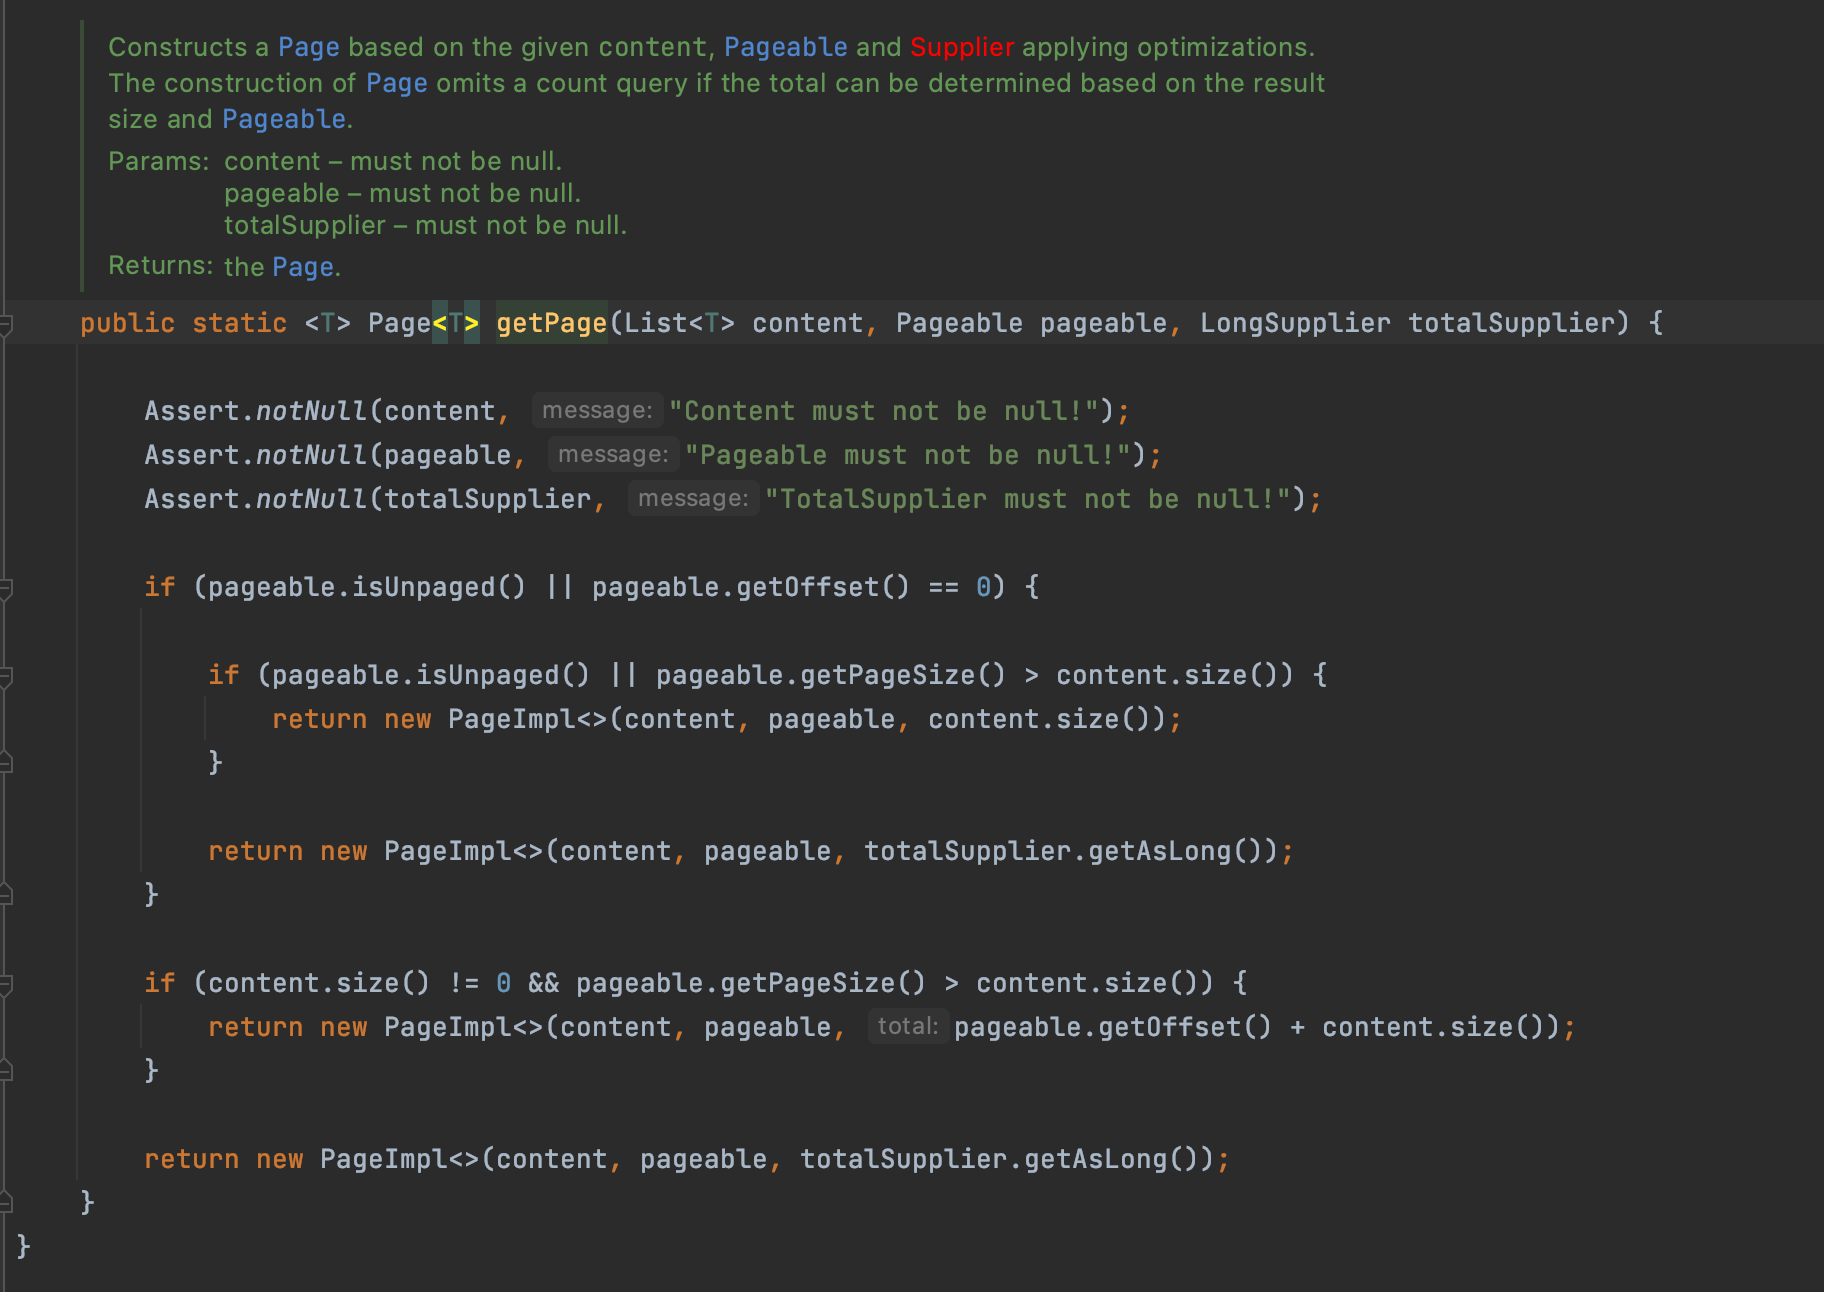 Constructs a Page based on the given content, Pageable and Supplier applying optimizations.
The construction of Page omits a count query if the total can be determined based on the result
size and Pageable.
Params: content – must not be null.
pageable – must not be null.
totalSupplier – must not be null.
Returns: the Page.
public static <T> Page<T> getPage(List<T> content, Pageable pageable, LongSupplier totalSupplier) {
Assert.notNull(content, message: "Content must not be null!");
Assert.notNull(pageable, message: "Pageable must not be null!");
Assert.notNull(totalSupplier, message: "TotalSupplier must not be null!");
if (pageable.isUnpaged() || pageable.getOffset() == 0) {
if (pageable.isUnpaged() || pageable.getPageSize() > content.size()) {
return new PageImpl<>(content, pageable, content.size());
}
return new PageImpl<>(content, pageable, totalSupplier.getAsLong());
}
if (content.size() != 0 && pageable.getPageSize() > content.size()) {
return new PageImpl<>(content, pageable, total: pageable.getOffset() + content.size());
}
return new PageImpl<>(content, pageable, totalSupplier.getAsLong());
}
}